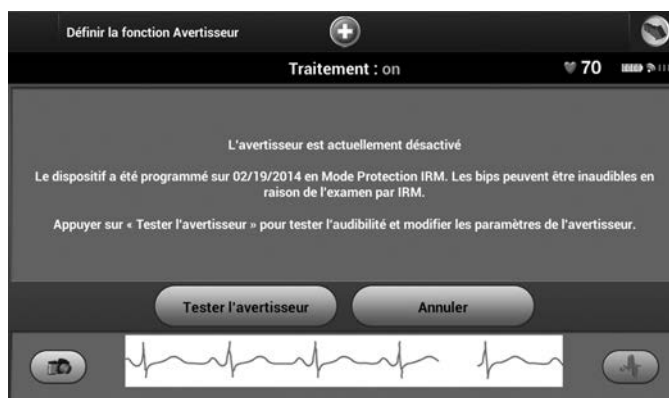 Définir la fonction Avertisseur
Traitement : on
70
L'avertisseur est actuellement désactivé
Le dispositif a été programmé sur 02/19/2014 en Mode Protection IRM. Les bips peuvent être inaudibles en
raison de l'examen par IRM.
Appuyer sur « Tester l'avertisseur » pour tester l'audibilité et modifier les paramètres de l'avertisseur.
Tester l'avertisseur
Annuler